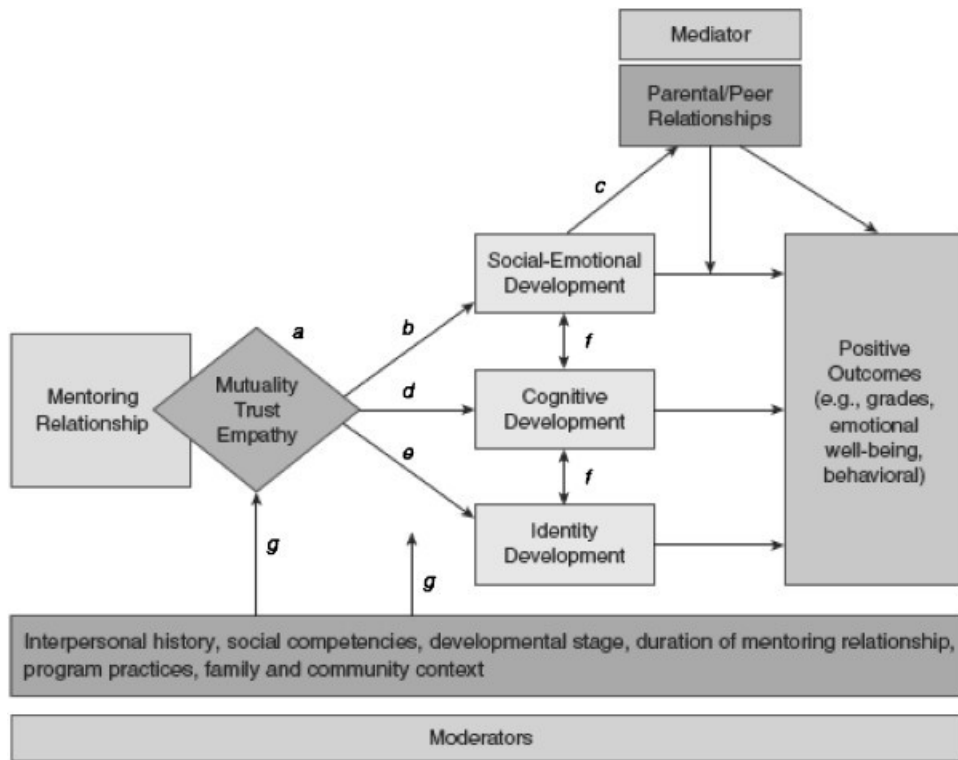 Mediator
Parental/Peer
Relationships
c
Social-Emotional
Development
a
b
f
Positive
Outcomes
(e.g., grades,
emotional
well-being,
behavioral)
Mentoring
Relationship
Mutuality
Trust
Empathy
d
Cognitive
Development
e
f
Identity
Development
g
g
Interpersonal history, social competencies, developmental stage, duration of mentoring relationship,
program practices, family and community context
Moderators